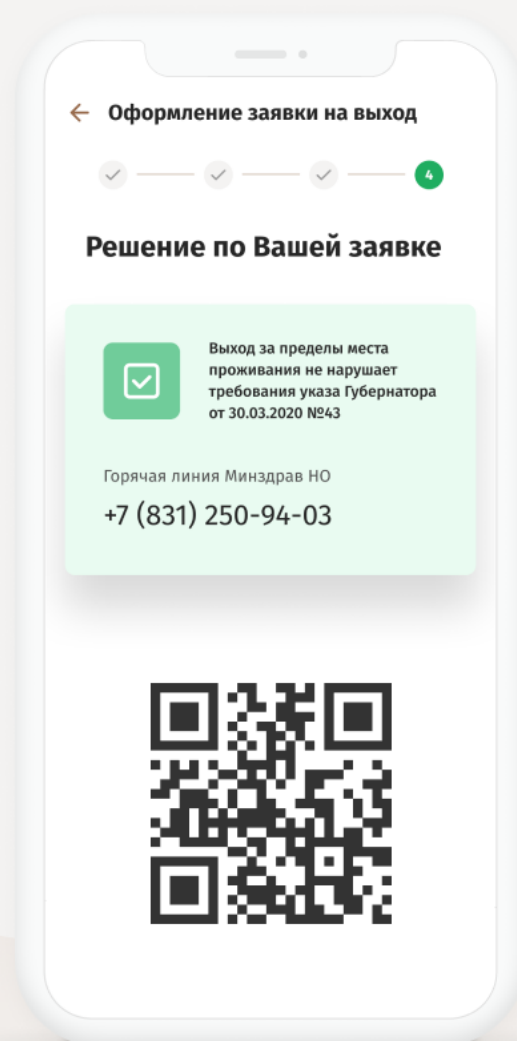 Оформление заявки на выход
4
Решение по Вашей заявке
Выход за пределы места
проживания не нарушает
требования указа Губернатора
от 30.03.2020 №43
Горячая линия Минздрав НО
+7 (831) 250-94-03